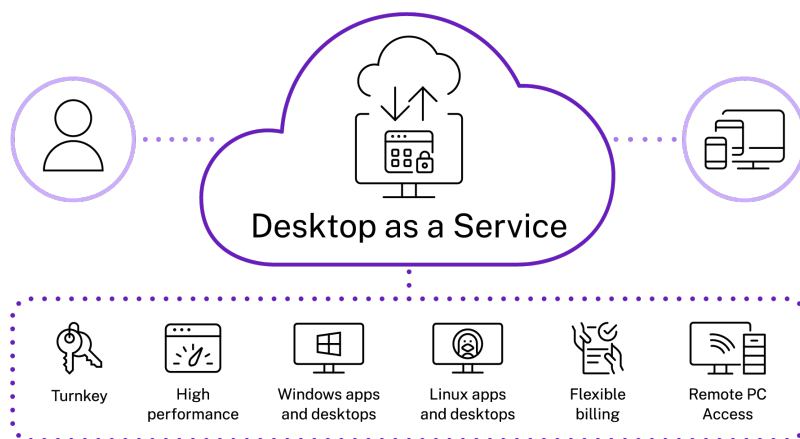 Desktop as a Service
Turnkey
High
performance
Windows apps
and desktops
Linux apps
and desktops
Flexible
billing
Remote PC
Access